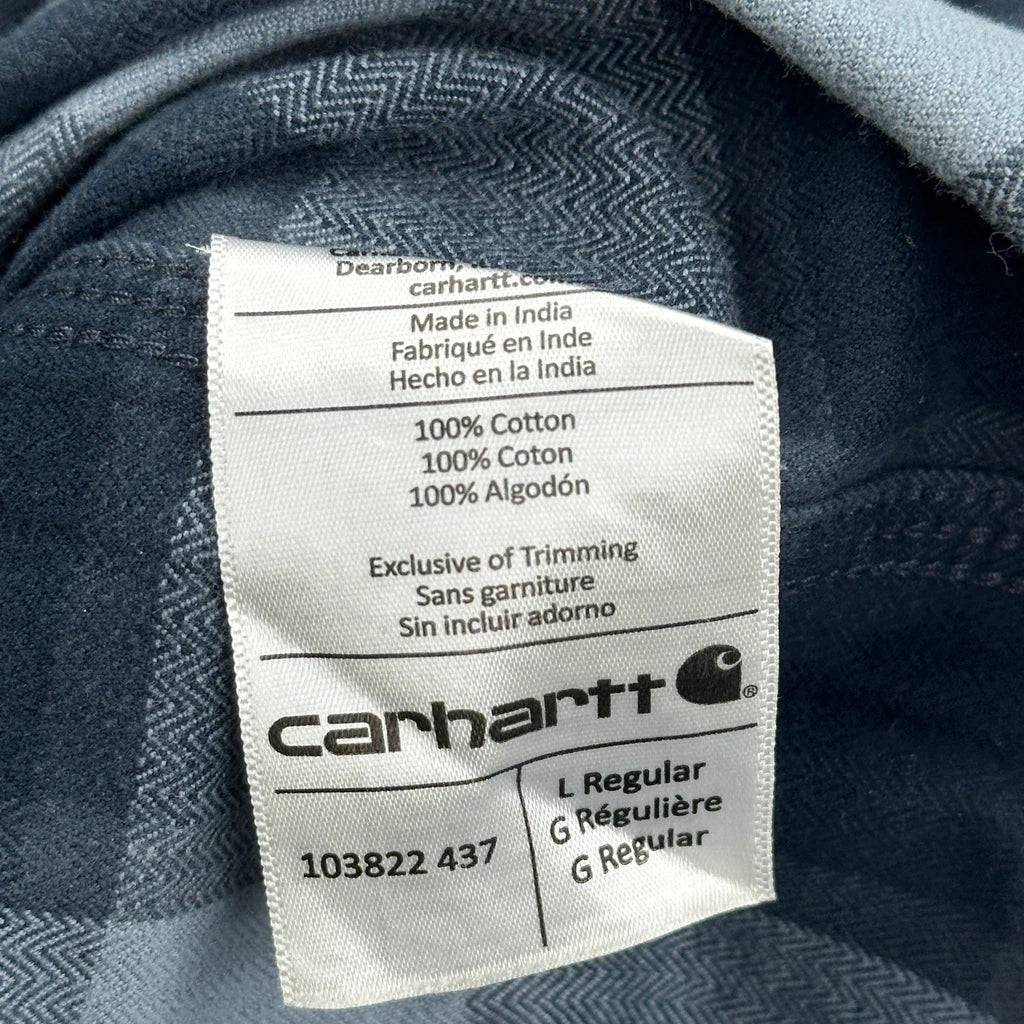 Dearborn,
carhartt.co
Made in India
Fabriqué en Inde
Hecho en la India
100% Cotton
100% Coton
100% Algodón
Exclusive of Trimming
Sans garniture
Sin incluir adorno
carhartt ®
103822 437
L Regular
G Régulière
G Regular